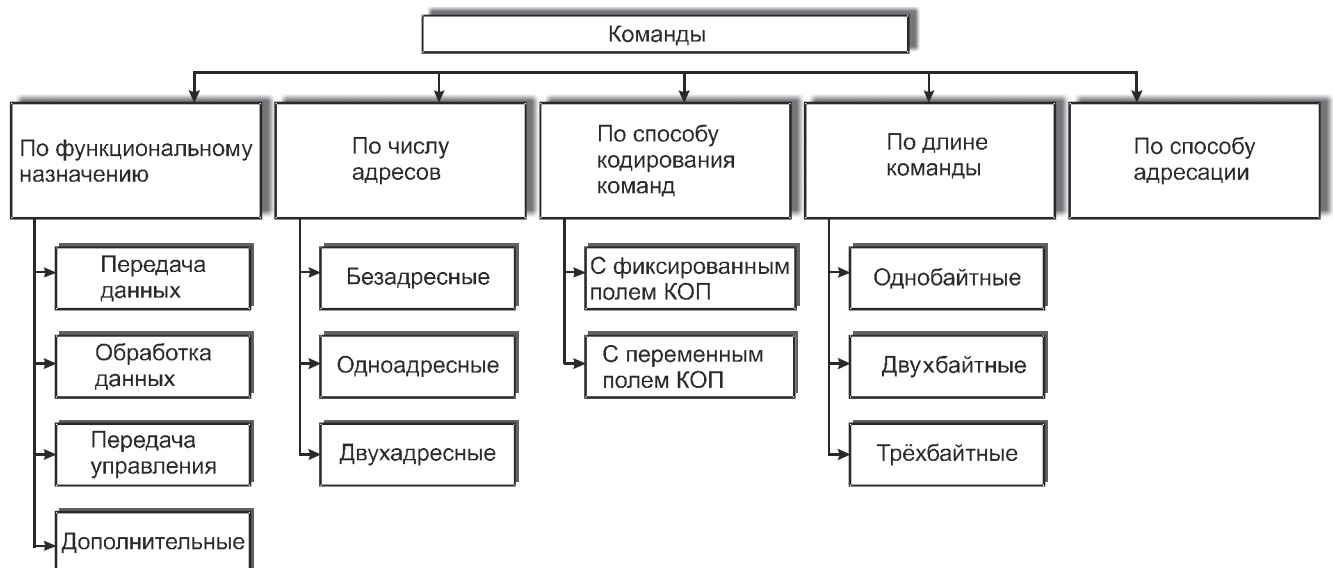 Команды
По функциональному
назначению
По числу
адресов
По способу
кодирования
команд
По длине
команды
По способу
адресации
Передача
данных
Обработка
данных
Передача
управления
Дополнительные
Безадресные
Одноадресные
Двухадресные
С фиксированным
полем КОП
С переменным
полем КОП
Однобайтные
Двухбайтные
Трёхбайтные